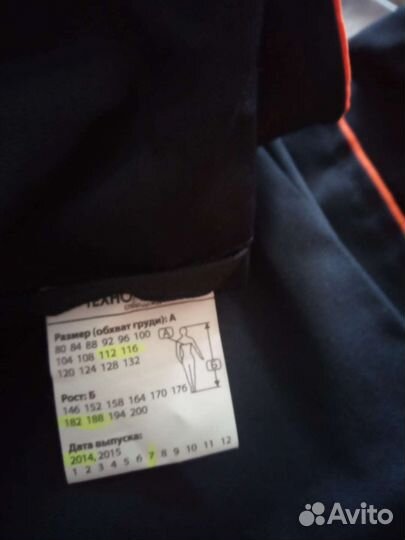 ТЕХНО
Размер (обхват груди): А
80 84 88 92 96 100
104 108 112 116
120 124 128 132
А
Б
Рост: Б
146 152 158 164 170 176
182 188 194 200
Дата выпуска:
2014, 2015
1 2 3 4 5 6 7 8 9 10 11 12
Avito